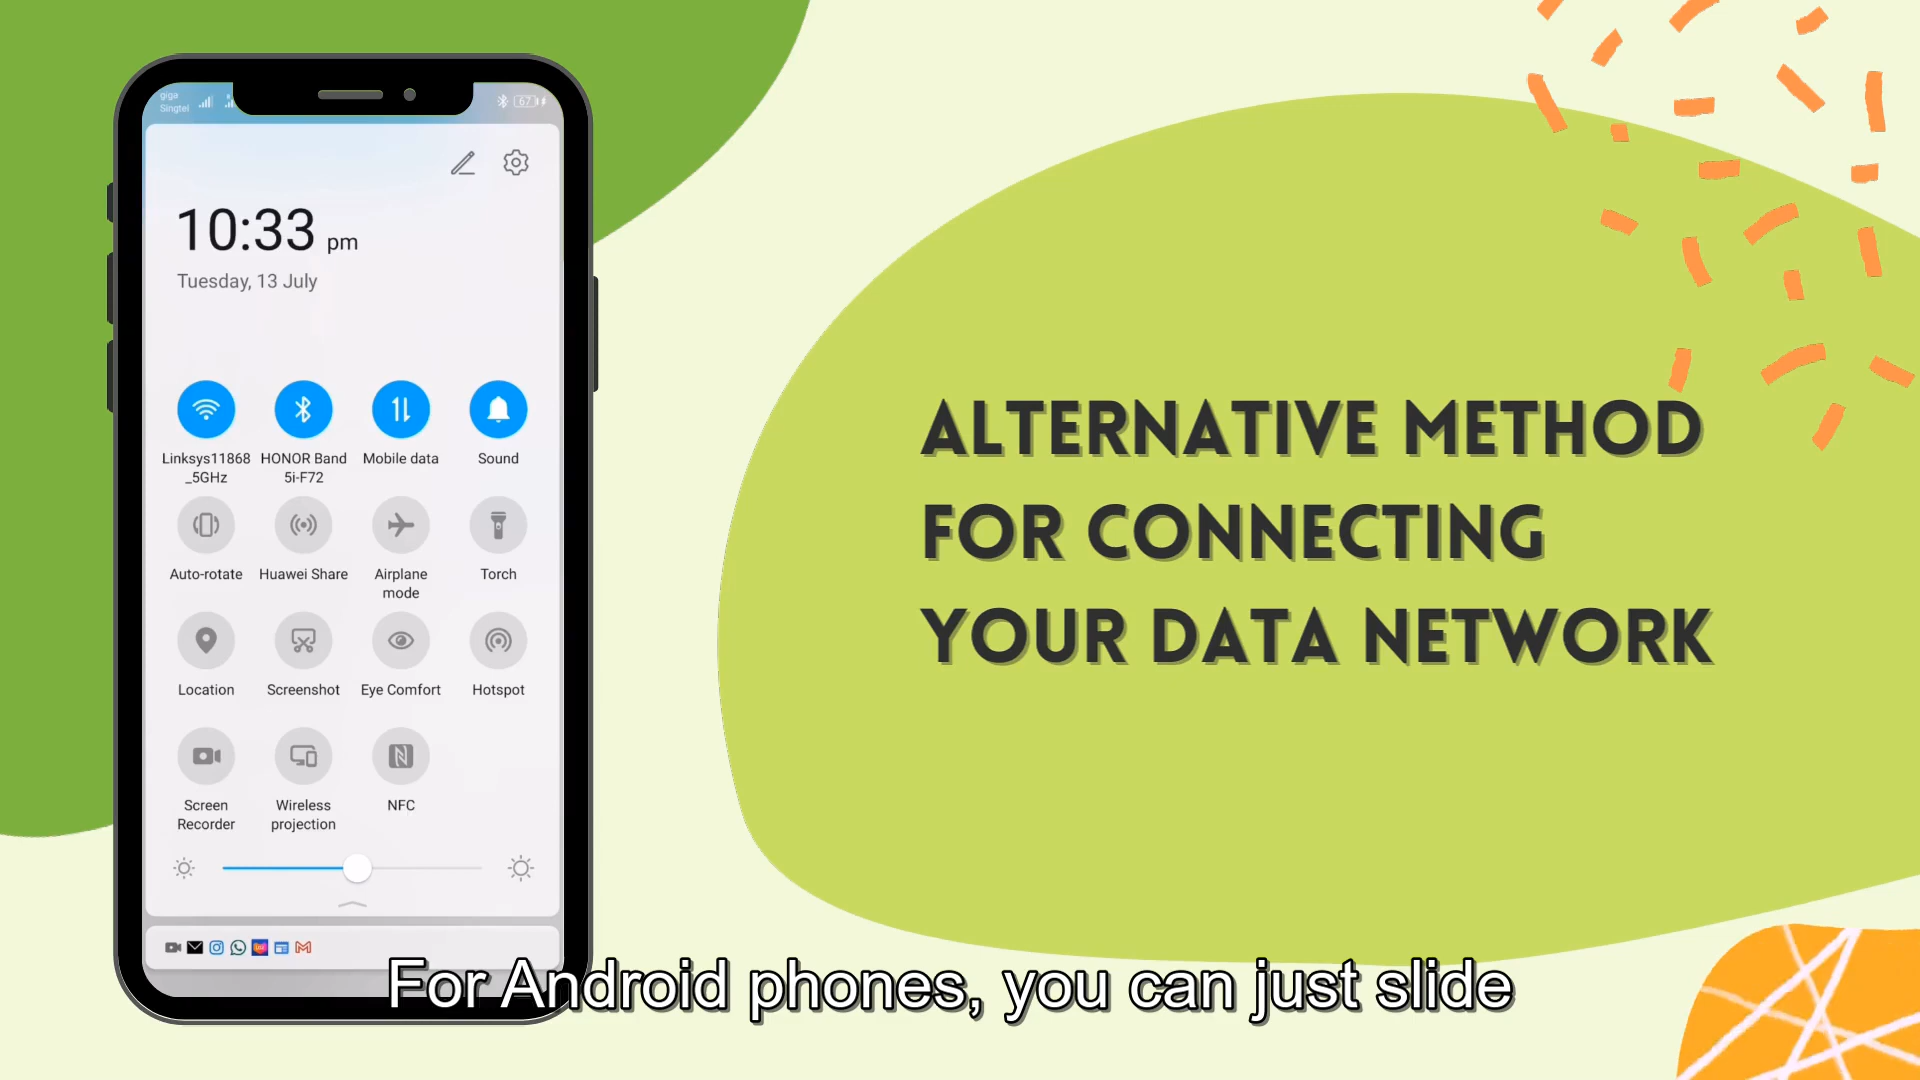 giga
Singtel
67
10:33 pm
Tuesday, 13 July
Linksys11868
_5GHz
HONOR Band
5i-F72
Mobile data
Sound
Auto-rotate
Huawei Share
Airplane
mode
Torch
Location
Screenshot
Eye Comfort
Hotspot
Screen
Recorder
Wireless
projection
NFC
ALTERNATIVE METHOD
FOR CONNECTING
YOUR DATA NETWORK
For Android phones, you can just slide